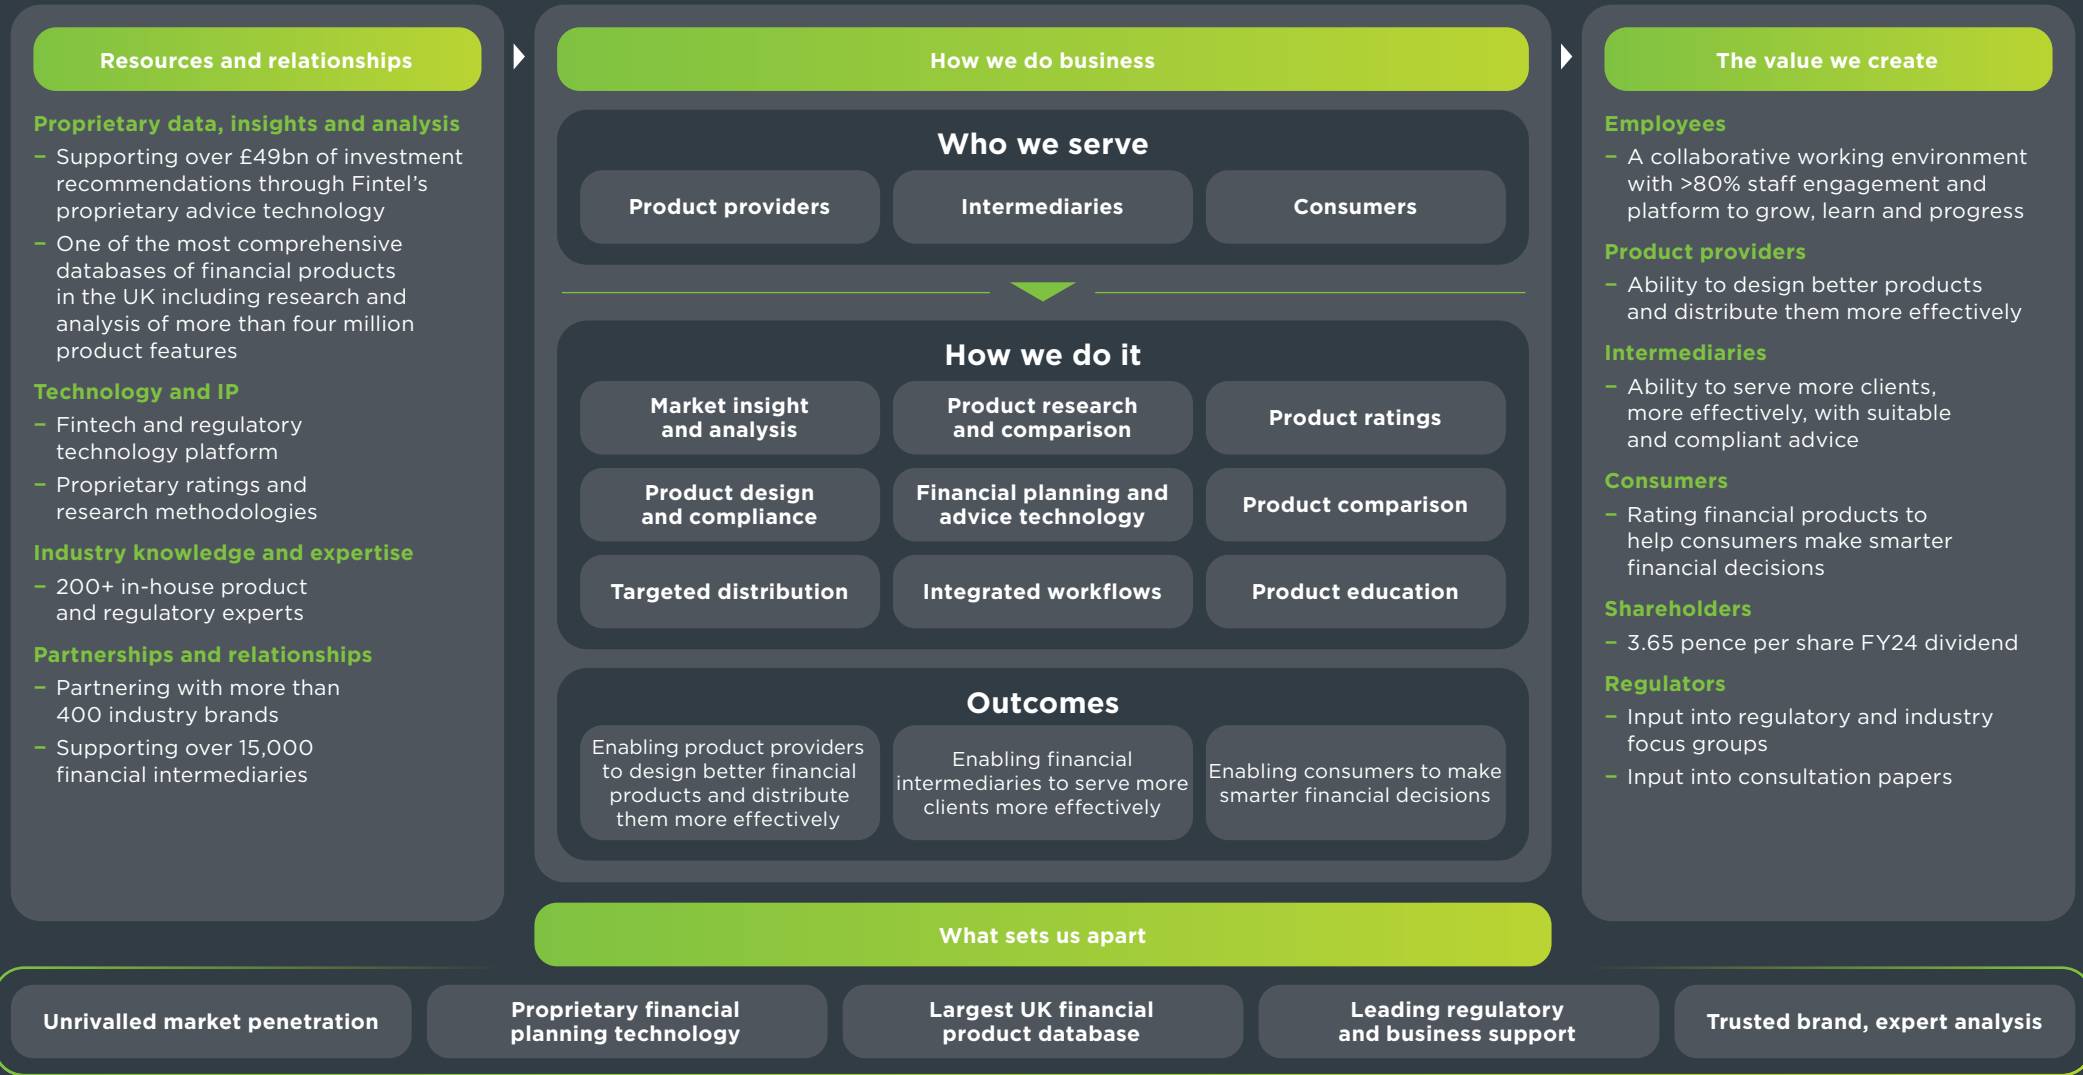 Resources and relationships
Proprietary data, insights and analysis
– Supporting over £49bn of investment
recommendations through Fintel’s
proprietary advice technology
– One of the most comprehensive
databases of financial products
in the UK including research and
analysis of more than four million
product features
Technology and IP
– Fintech and regulatory
technology platform
– Proprietary ratings and
research methodologies
Industry knowledge and expertise
– 200+ in-house product
and regulatory experts
Partnerships and relationships
– Partnering with more than
400 industry brands
– Supporting over 15,000
financial intermediaries
How we do business
Who we serve
Product providers
Intermediaries
Consumers
How we do it
Market insight
and analysis
Product research
and comparison
Product ratings
Product design
and compliance
Financial planning and
advice technology
Product comparison
Targeted distribution
Integrated workflows
Product education
Outcomes
Enabling product providers
to design better financial
products and distribute
them more effectively
Enabling financial
intermediaries to serve more
clients more effectively
Enabling consumers to make
smarter financial decisions
The value we create
Employees
– A collaborative working environment
with >80% staff engagement and
platform to grow, learn and progress
Product providers
– Ability to design better products
and distribute them more effectively
Intermediaries
– Ability to serve more clients,
more effectively, with suitable
and compliant advice
Consumers
– Rating financial products to
help consumers make smarter
financial decisions
Shareholders
– 3.65 pence per share FY24 dividend
Regulators
– Input into regulatory and industry
focus groups
– Input into consultation papers
What sets us apart
Unrivalled market penetration
Proprietary financial
planning technology
Largest UK financial
product database
Leading regulatory
and business support
Trusted brand, expert analysis